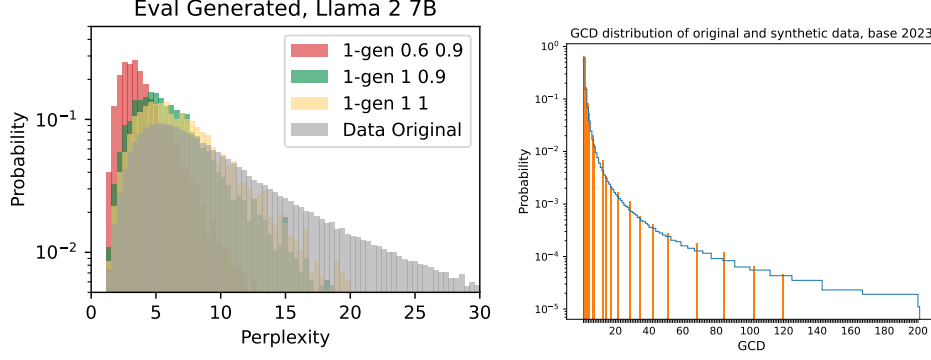 Eval Generated, Llama 2 7B
1-gen 0.6 0.9
1-gen 1 0.9
1-gen 1 1
Data Original
Probability
10⁻¹
10⁻²
0 5 10 15 20 25 30
Perplexity
GCD distribution of original and synthetic data, base 2023
Probability
10⁰
10⁻¹
10⁻²
10⁻³
10⁻⁴
10⁻⁵
20 40 60 80 100 120 140 160 180 200
GCD